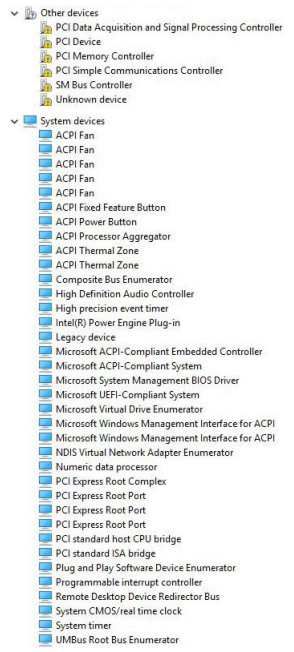 Other devices
PCI Data Acquisition and Signal Processing Controller
PCI Device
PCI Memory Controller
PCI Simple Communications Controller
SM Bus Controller
Unknown device
System devices
ACPI Fan
ACPI Fan
ACPI Fan
ACPI Fan
ACPI Fan
ACPI Fixed Feature Button
ACPI Power Button
ACPI Processor Aggregator
ACPI Thermal Zone
ACPI Thermal Zone
Composite Bus Enumerator
High Definition Audio Controller
High precision event timer
Intel(R) Power Engine Plug-in
Legacy device
Microsoft ACPI-Compliant Embedded Controller
Microsoft ACPI-Compliant System
Microsoft System Management BIOS Driver
Microsoft UEFI-Compliant System
Microsoft Virtual Drive Enumerator
Microsoft Windows Management Interface for ACPI
Microsoft Windows Management Interface for ACPI
NDIS Virtual Network Adapter Enumerator
Numeric data processor
PCI Express Root Complex
PCI Express Root Port
PCI Express Root Port
PCI Express Root Port
PCI standard host CPU bridge
PCI standard ISA bridge
Plug and Play Software Device Enumerator
Programmable interrupt controller
Remote Desktop Device Redirector Bus
System CMOS/real time clock
System timer
UMBus Root Bus Enumerator